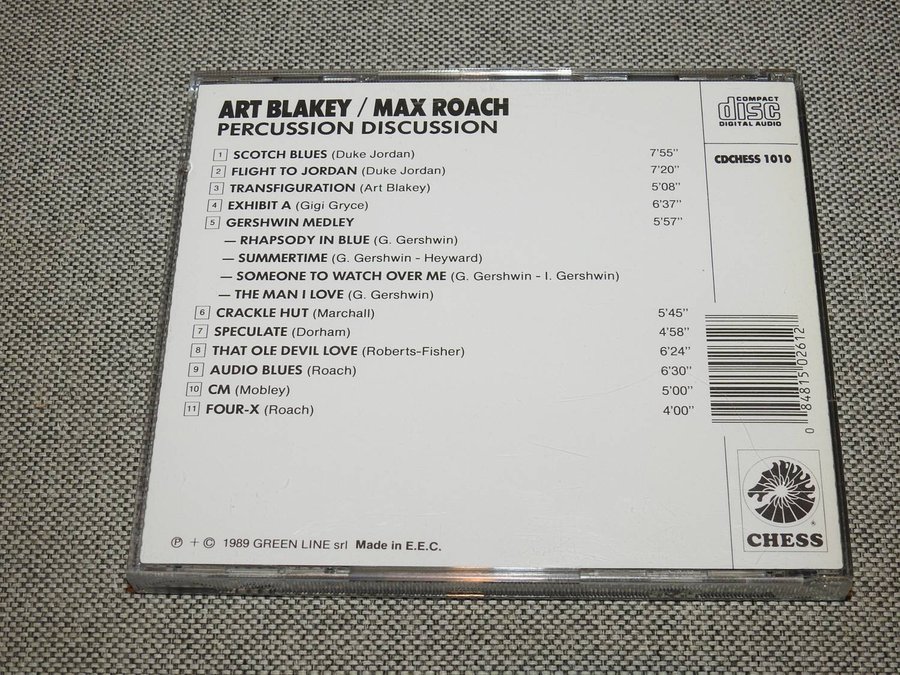 ART BLAKEY / MAX ROACH
PERCUSSION DISCUSSION
COMPACT
disc
DIGITAL AUDIO
CDCHESS 1010
1 SCOTCH BLUES (Duke Jordan) 7'55"
2 FLIGHT TO JORDAN (Duke Jordan) 7'20"
3 TRANSFIGURATION (Art Blakey) 5'08"
4 EXHIBIT A (Gigi Gryce) 6'37"
5 GERSHWIN MEDLEY 5'57"
— RHAPSODY IN BLUE (G. Gershwin)
— SUMMERTIME (G. Gershwin - Heyward)
— SOMEONE TO WATCH OVER ME (G. Gershwin - I. Gershwin)
— THE MAN I LOVE (G. Gershwin)
6 CRACKLE HUT (Marchall) 5'45"
7 SPECULATE (Dorham) 4'58"
8 THAT OLE DEVIL LOVE (Roberts-Fisher) 6'24"
9 AUDIO BLUES (Roach) 6'30"
10 CM (Mobley) 5'00"
11 FOUR-X (Roach) 4'00"
0 84815 02612
CHESS
®
℗ + © 1989 GREEN LINE srl Made in E.E.C.